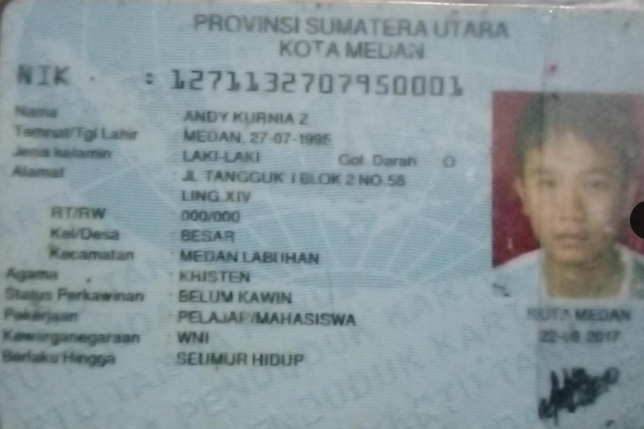 PROVINSI SUMATERA UTARA
KOTA MEDAN
NIK : 1271132707950001
Nama : ANDY KURNIA Z
Tempat/Tgl Lahir : MEDAN, 27-07-1995
Jenis kelamin : LAKI-LAKI Gol. Darah O
Alamat : JL TANGGUK I BLOK 2 NO.58
LING.XIV
RT/RW : 000/000
Kel/Desa : BESAR
Kecamatan : MEDAN LABUHAN
Agama : KRISTEN
Status Perkawinan : BELUM KAWIN
Pekerjaan : PELAJAR/MAHASISWA
Kewarganegaraan : WNI
Berlaku Hingga : SEUMUR HIDUP
KOTA MEDAN
2017